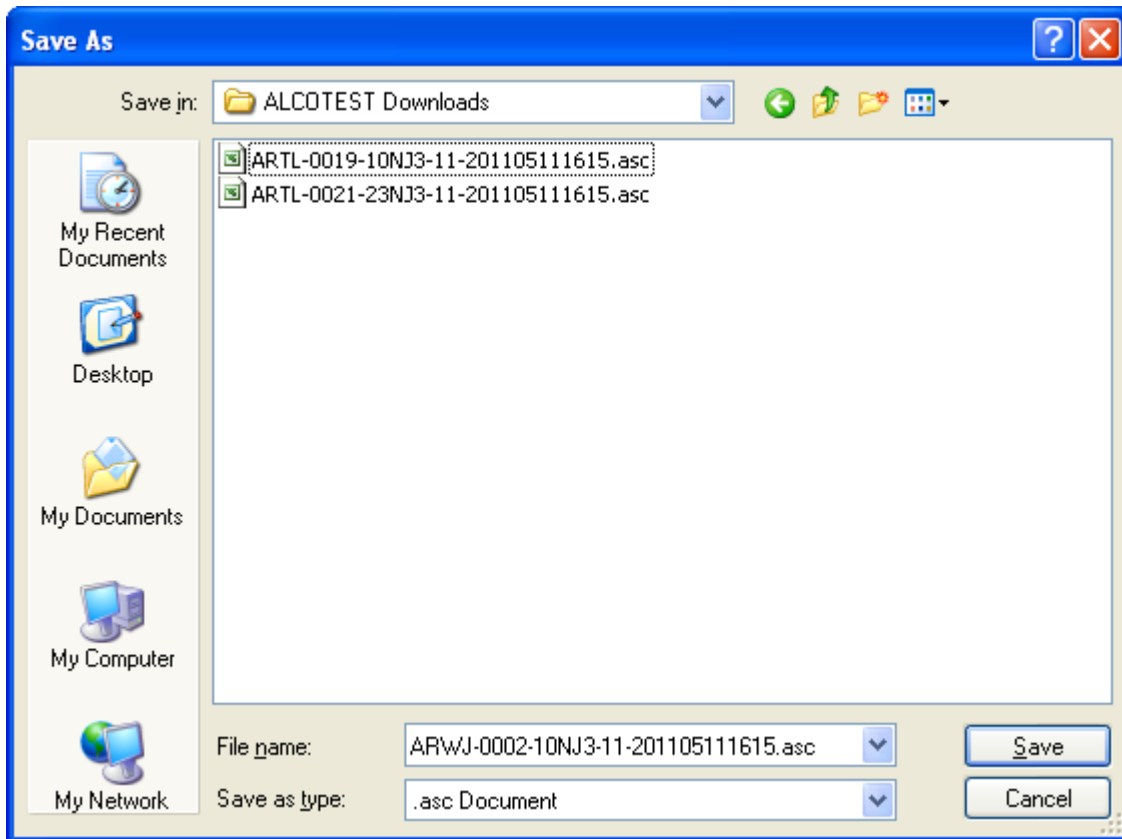 Save As
Save in:
ALCOTEST Downloads
ARTL-0019-10NJ3-11-201105111615.asc
ARTL-0021-23NJ3-11-201105111615.asc
My Recent
Documents
Desktop
My Documents
My Computer
My Network
File name:
ARWJ-0002-10NJ3-11-201105111615.asc
Save
Save as type:
.asc Document
Cancel